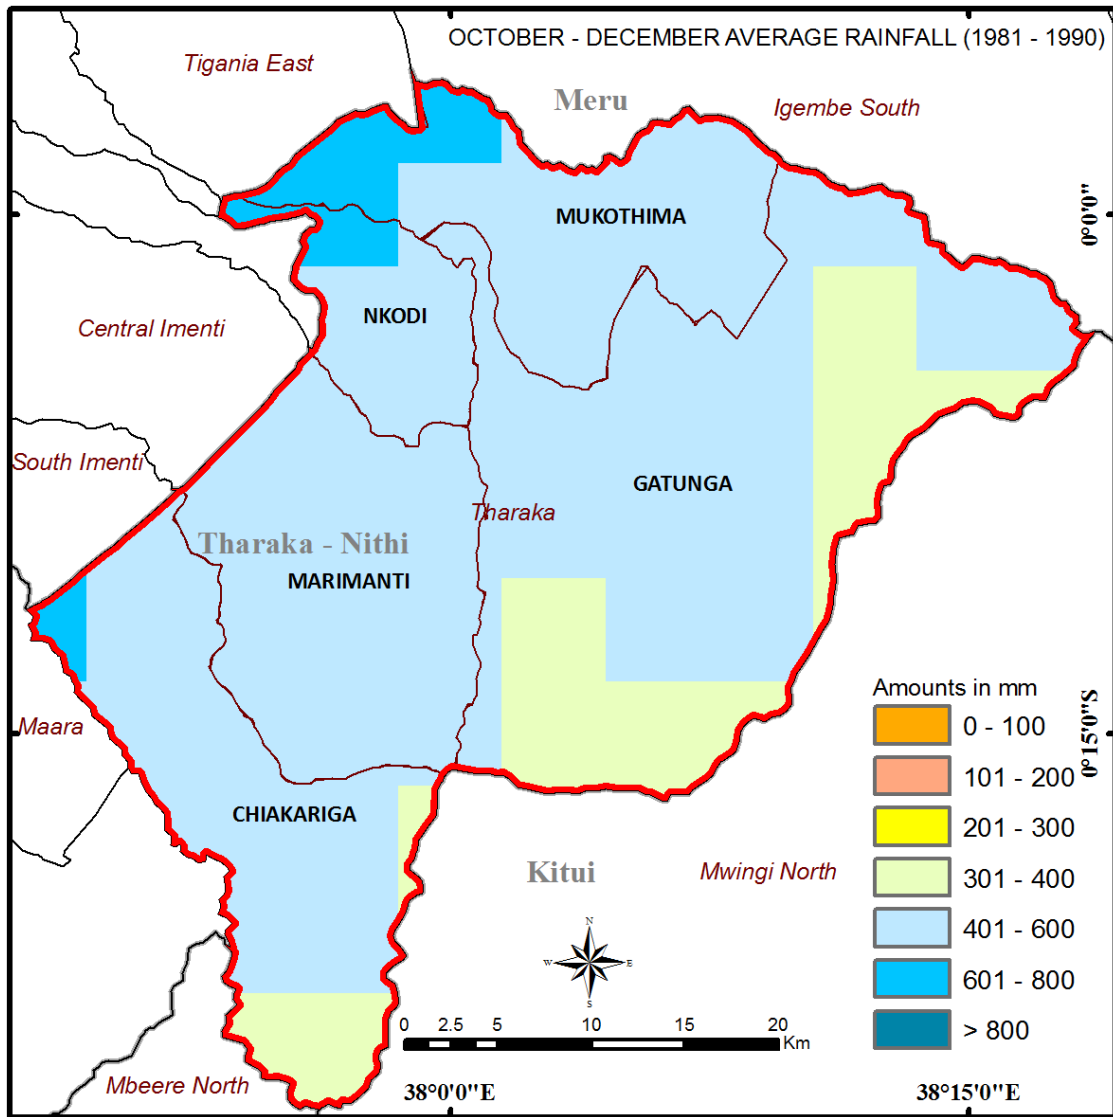 OCTOBER - DECEMBER AVERAGE RAINFALL (1981 - 1990)
Tigania East
Meru
Igembe South
MUKOTHIMA
0°0'0"
NKODI
Central Imenti
South Imenti
GATUNGA
Tharaka
Tharaka - Nithi
MARIMANTI
Maara
Amounts in mm
0 - 100
101 - 200
201 - 300
301 - 400
401 - 600
601 - 800
> 800
0°15'0"S
CHIAKARIGA
Kitui
Mwingi North
N
W
E
S
0 2.5 5 10 15 20
Km
Mbeere North
38°0'0"E
38°15'0"E